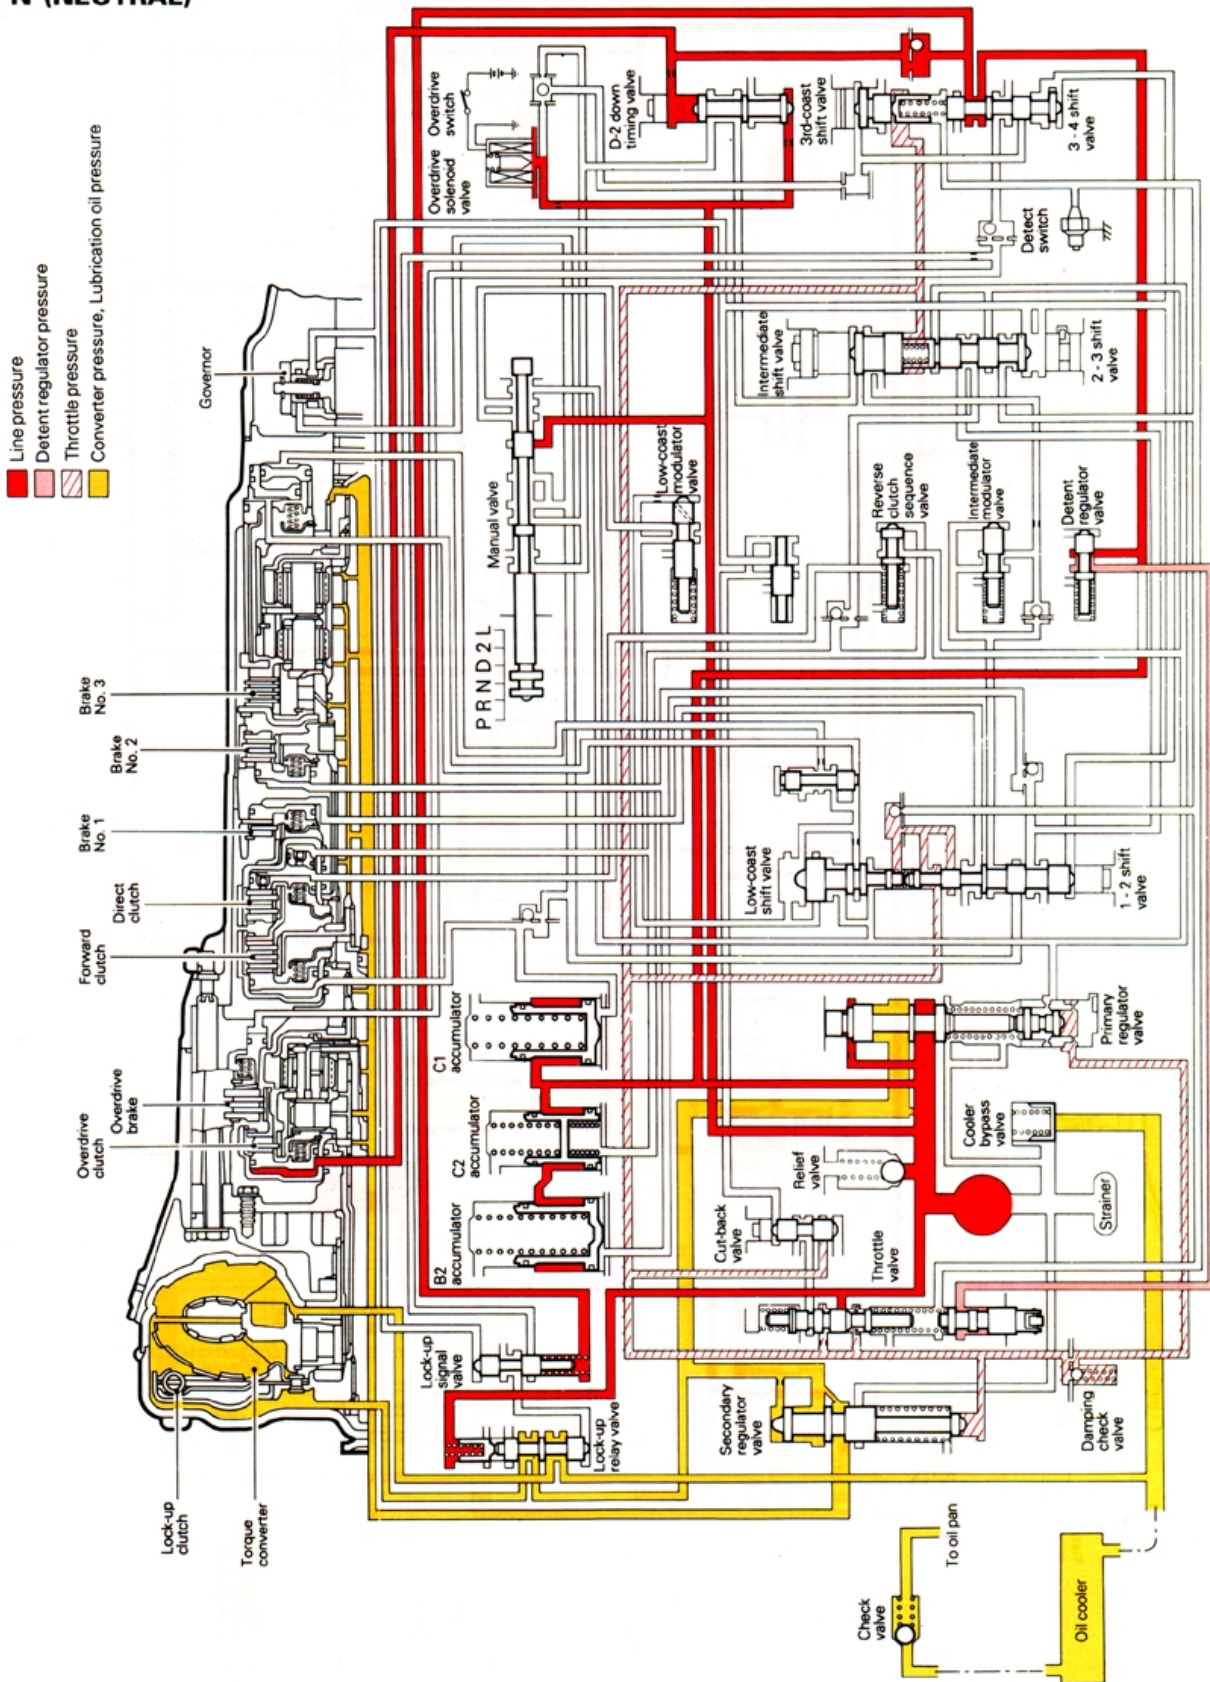 "N" (NEUTRAL)
Line pressure
Detent regulator pressure
Throttle pressure
Converter pressure, Lubrication oil pressure
Governor
Brake
No. 3
Brake
No. 2
Brake
No. 1
Direct
clutch
Forward
clutch
Overdrive
brake
Overdrive
clutch
Lock-up
clutch
Torque
converter
Overdrive
switch
Overdrive
solenoid
valve
D-2 down
timing valve
3rd-coast
shift valve
3 - 4 shift
valve
Detect
switch
Manual valve
P R N D 2 L
Intermediate
shift valve
2 - 3 shift
valve
Low-coast
modulator
valve
Reverse
clutch
sequence
valve
Intermediate
modulator
valve
Detent
regulator
valve
Low-coast
shift valve
1 - 2 shift
valve
C1
accumulator
C2
accumulator
B2
accumulator
Primary
regulator
valve
Cooler
bypass
valve
Relief
valve
Strainer
Cut-back
valve
Throttle
valve
Lock-up
signal
valve
Lock-up
relay valve
Secondary
regulator
valve
Damping
check
valve
To oil pan
Check
valve
Oil cooler